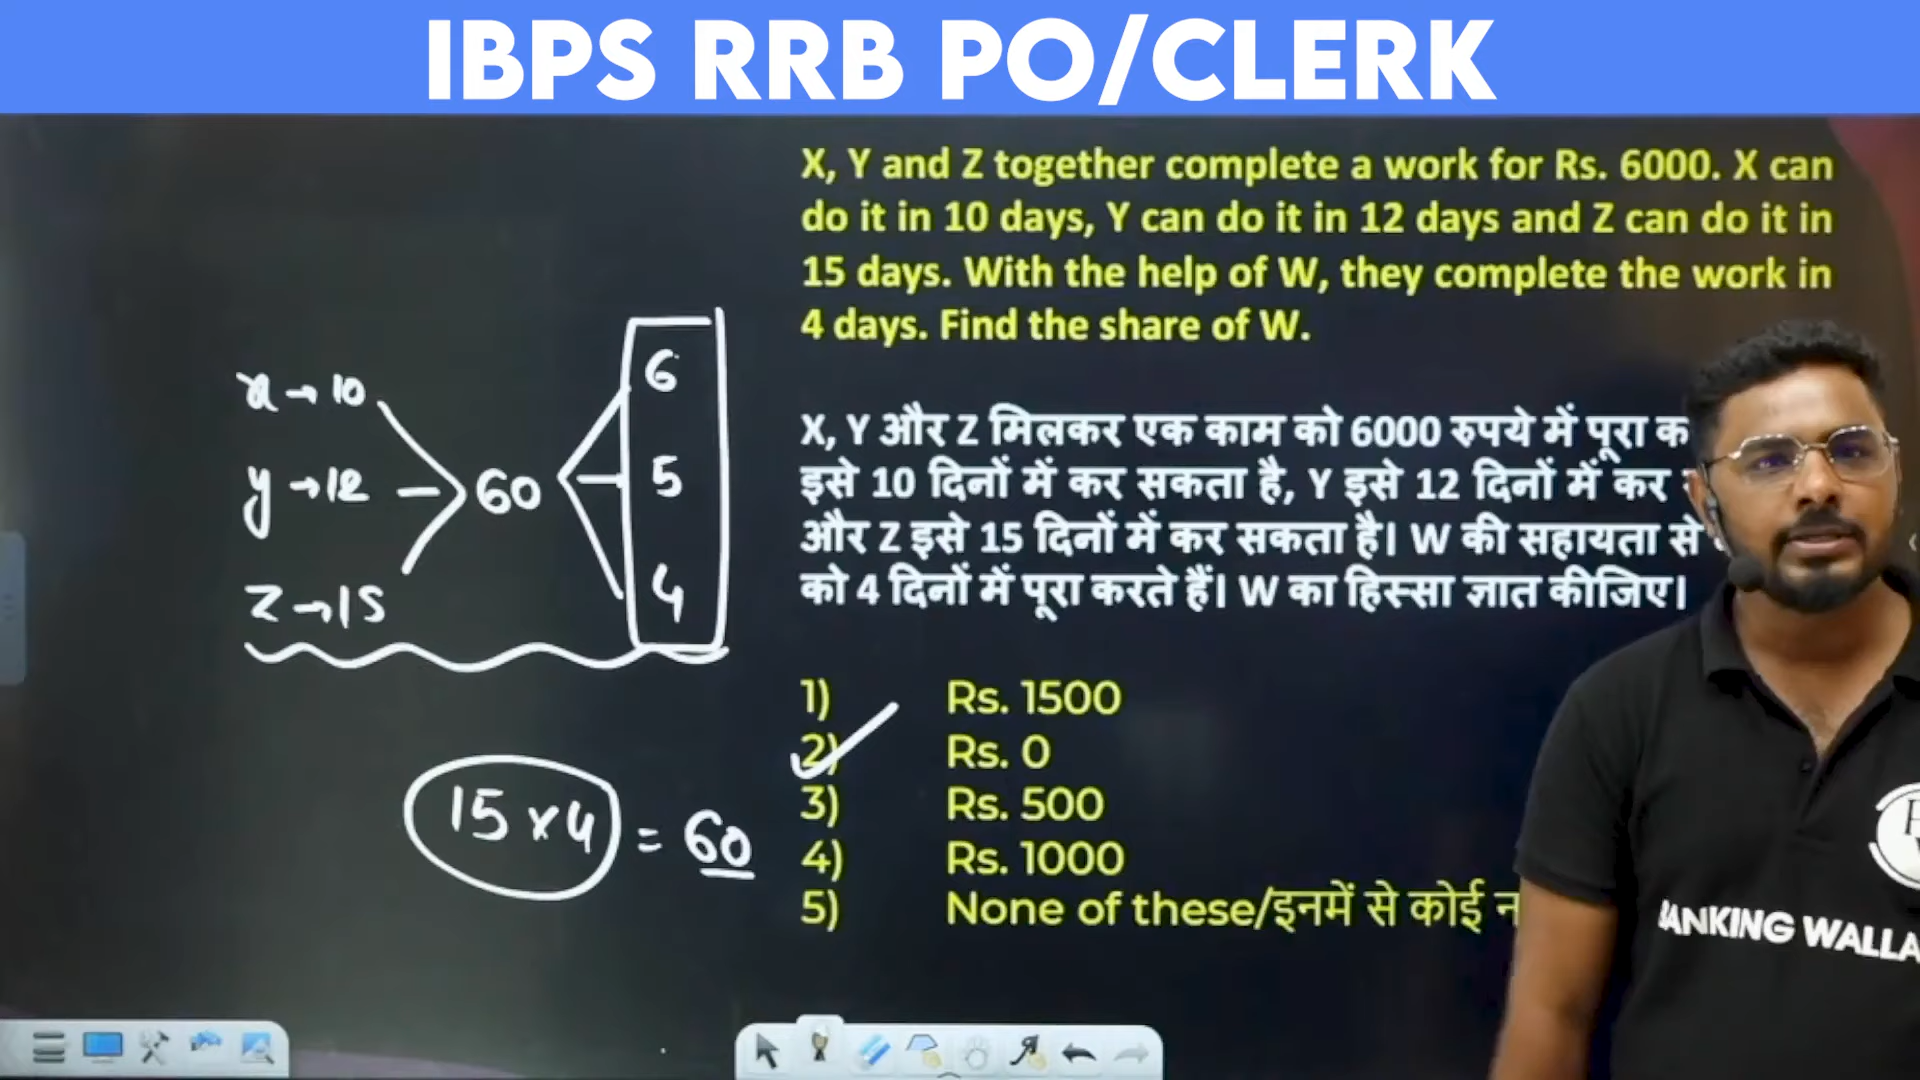 IBPS RRB PO/CLERK
X, Y and Z together complete a work for Rs. 6000. X can
do it in 10 days, Y can do it in 12 days and Z can do it in
15 days. With the help of W, they complete the work in
4 days. Find the share of W.
X, Y और Z मिलकर एक काम को 6000 रुपये में पूरा
इसे 10 दिनों में कर सकता है, Y इसे 12 दिनों में कर
और Z इसे 15 दिनों में कर सकता है। W की सहायता से
को 4 दिनों में पूरा करते हैं। W का हिस्सा ज्ञात कीजिए।
x → 10
y → 12
z → 15
60
6
5
4
15 x 4 = 60
1) Rs. 1500
2) Rs. 0
3) Rs. 500
4) Rs. 1000
5) None of these/इनमें से कोई
BANKING WALLA